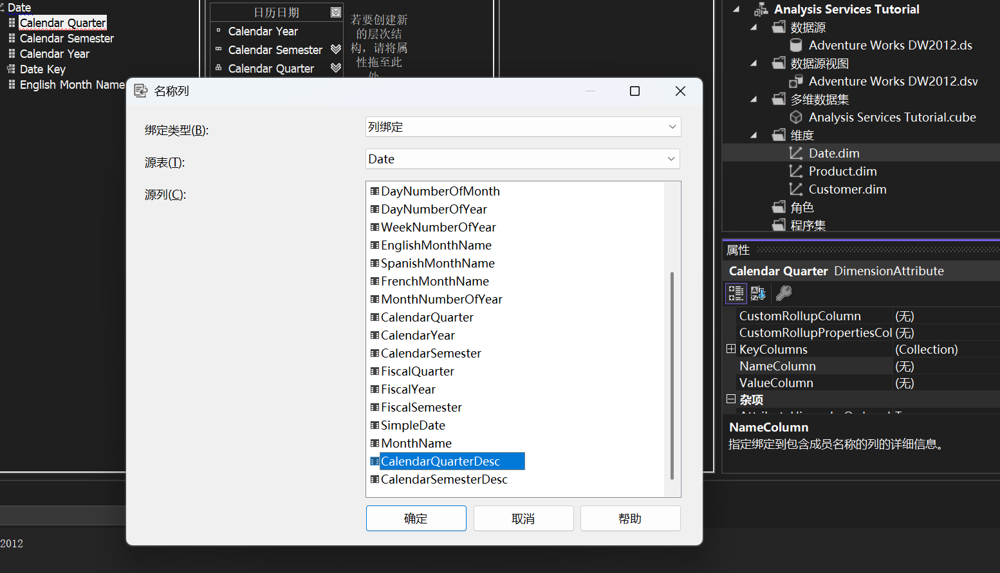 Date
Calendar Quarter
Calendar Semester
Calendar Year
Date Key
English Month Name
日历日期
Calendar Year
Calendar Semester
Calendar Quarter
若要创建新
的层次结
构，请将属
性拖至此
处。
名称列
绑定类型(B):
列绑定
源表(T):
Date
源列(C):
DayNumberOfMonth
DayNumberOfYear
WeekNumberOfYear
EnglishMonthName
SpanishMonthName
FrenchMonthName
MonthNumberOfYear
CalendarQuarter
CalendarYear
CalendarSemester
FiscalQuarter
FiscalYear
FiscalSemester
SimpleDate
MonthName
CalendarQuarterDesc
CalendarSemesterDesc
确定
取消
帮助
2012
Analysis Services Tutorial
数据源
Adventure Works DW2012.ds
数据源视图
Adventure Works DW2012.dsv
多维数据集
Analysis Services Tutorial.cube
维度
Date.dim
Product.dim
Customer.dim
角色
程序集
属性
Calendar Quarter DimensionAttribute
CustomRollupColumn (无)
CustomRollupPropertiesCol (无)
KeyColumns (Collection)
NameColumn (无)
ValueColumn (无)
杂项
NameColumn
指定绑定到包含成员名称的列的详细信息。